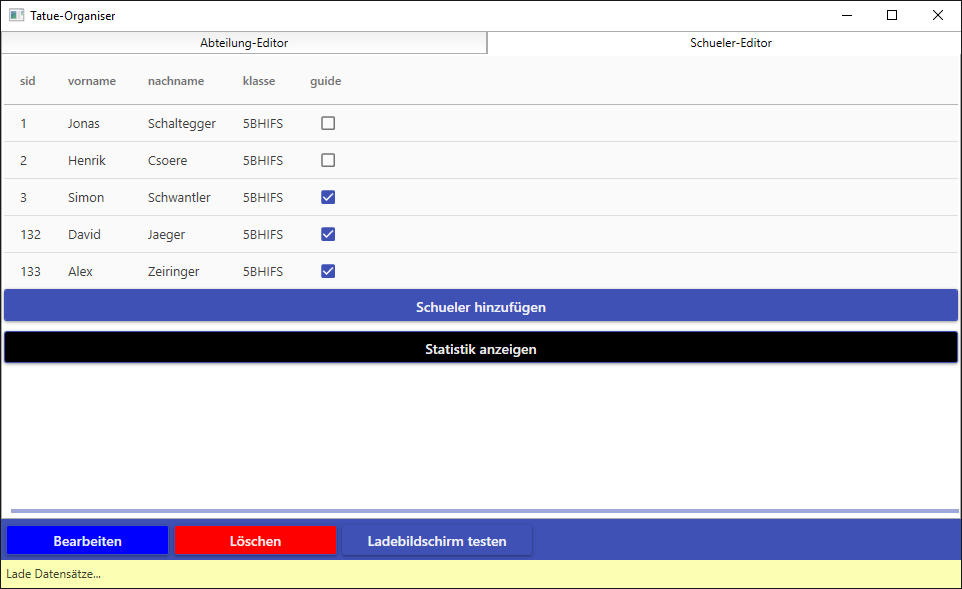 Tatue-Organiser
Abteilung-Editor Schueler-Editor
sid vorname nachname klasse guide
1 Jonas Schaltegger 5BHIFS
2 Henrik Csoere 5BHIFS
3 Simon Schwantler 5BHIFS
132 David Jaeger 5BHIFS
133 Alex Zeiringer 5BHIFS
Schueler hinzufügen
Statistik anzeigen
Bearbeiten Löschen Ladebildschirm testen
Lade Datensätze...